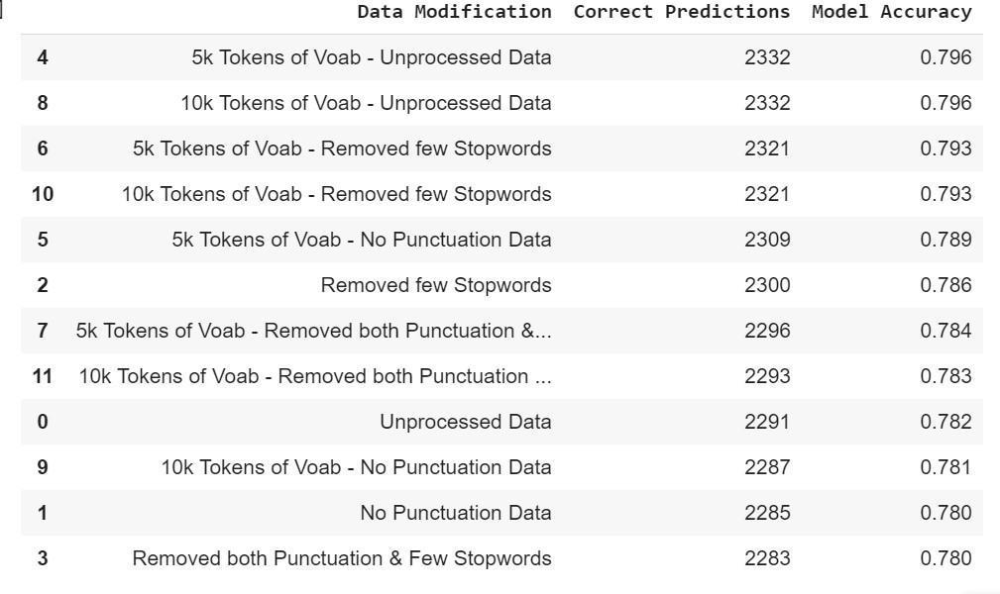 Data Modification Correct Predictions Model Accuracy
4 5k Tokens of Voab - Unprocessed Data 2332 0.796
8 10k Tokens of Voab - Unprocessed Data 2332 0.796
6 5k Tokens of Voab - Removed few Stopwords 2321 0.793
10 10k Tokens of Voab - Removed few Stopwords 2321 0.793
5 5k Tokens of Voab - No Punctuation Data 2309 0.789
2 Removed few Stopwords 2300 0.786
7 5k Tokens of Voab - Removed both Punctuation &... 2296 0.784
11 10k Tokens of Voab - Removed both Punctuation ... 2293 0.783
0 Unprocessed Data 2291 0.782
9 10k Tokens of Voab - No Punctuation Data 2287 0.781
1 No Punctuation Data 2285 0.780
3 Removed both Punctuation & Few Stopwords 2283 0.780